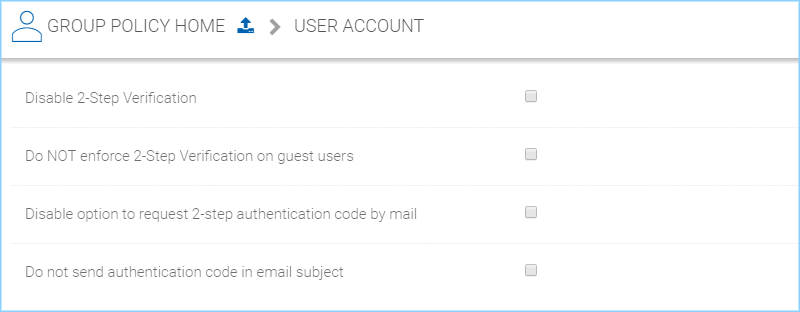 GROUP POLICY HOME USER ACCOUNT
Disable 2-Step Verification
Do NOT enforce 2-Step Verification on guest users
Disable option to request 2-step authentication code by mail
Do not send authentication code in email subject